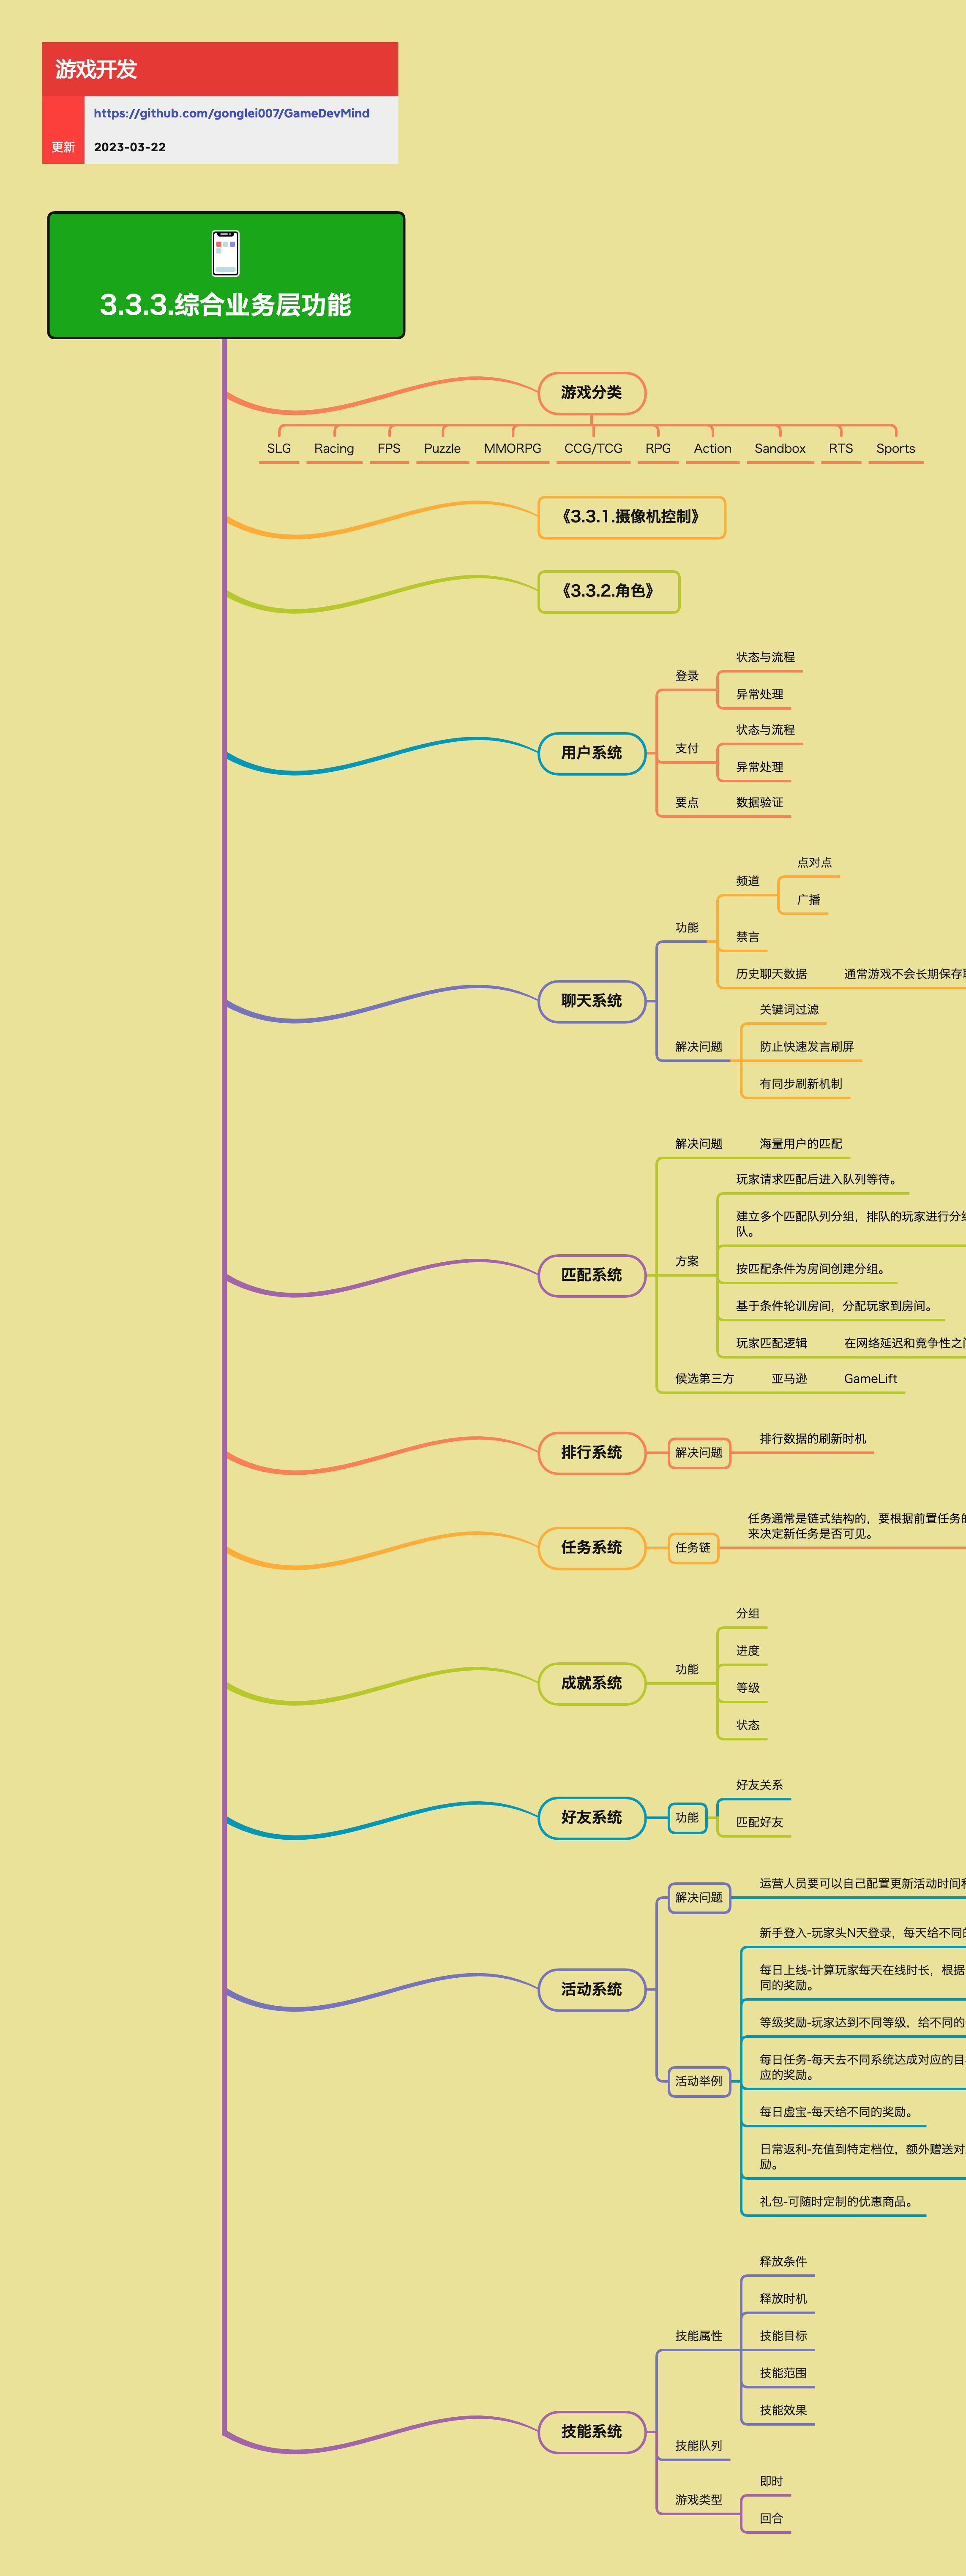 游戏开发
https://github.com/gonglei007/GameDevMind
更新
2023-03-22
3.3.3.综合业务层功能
游戏分类
SLG
Racing
FPS
Puzzle
MMORPG
CCG/TCG
RPG
Action
Sandbox
RTS
Sports
《3.3.1.摄像机控制》
《3.3.2.角色》
用户系统
登录
状态与流程
异常处理
支付
状态与流程
异常处理
要点
数据验证
聊天系统
功能
频道
点对点
广播
禁言
历史聊天数据
通常游戏不会长期保存
解决问题
关键词过滤
防止快速发言刷屏
有同步刷新机制
匹配系统
解决问题
海量用户的匹配
方案
玩家请求匹配后进入队列等待。
建立多个匹配队列分组，排队的玩家进行分
队。
按匹配条件为房间创建分组。
基于条件轮训房间，分配玩家到房间。
玩家匹配逻辑
在网络延迟和竞争性之
候选第三方
亚马逊
GameLift
排行系统
解决问题
排行数据的刷新时机
任务系统
任务链
任务通常是链式结构的，要根据前置任务
来决定新任务是否可见。
成就系统
功能
分组
进度
等级
状态
好友系统
功能
好友关系
匹配好友
活动系统
解决问题
运营人员要可以自己配置更新活动时间
活动举例
新手登入-玩家头N天登录，每天给不同
每日上线-计算玩家每天在线时长，根据
同的奖励。
等级奖励-玩家达到不同等级，给不同的
每日任务-每天去不同系统达成对应的目
应的奖励。
每日虚宝-每天给不同的奖励。
日常返利-充值到特定档位，额外赠送对
励。
礼包-可随时定制的优惠商品。
技能系统
技能属性
释放条件
释放时机
技能目标
技能范围
技能效果
技能队列
游戏类型
即时
回合